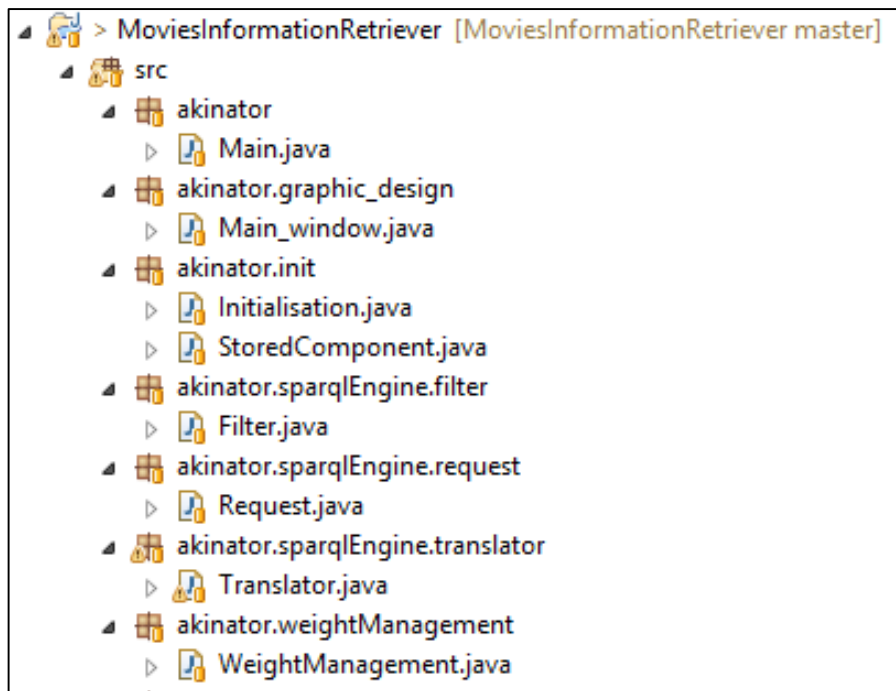 > MoviesInformationRetriever [MoviesInformationRetriever master]
src
akinator
Main.java
akinator.graphic_design
Main_window.java
akinator.init
Initialisation.java
StoredComponent.java
akinator.sparqlEngine.filter
Filter.java
akinator.sparqlEngine.request
Request.java
akinator.sparqlEngine.translator
Translator.java
akinator.weightManagement
WeightManagement.java